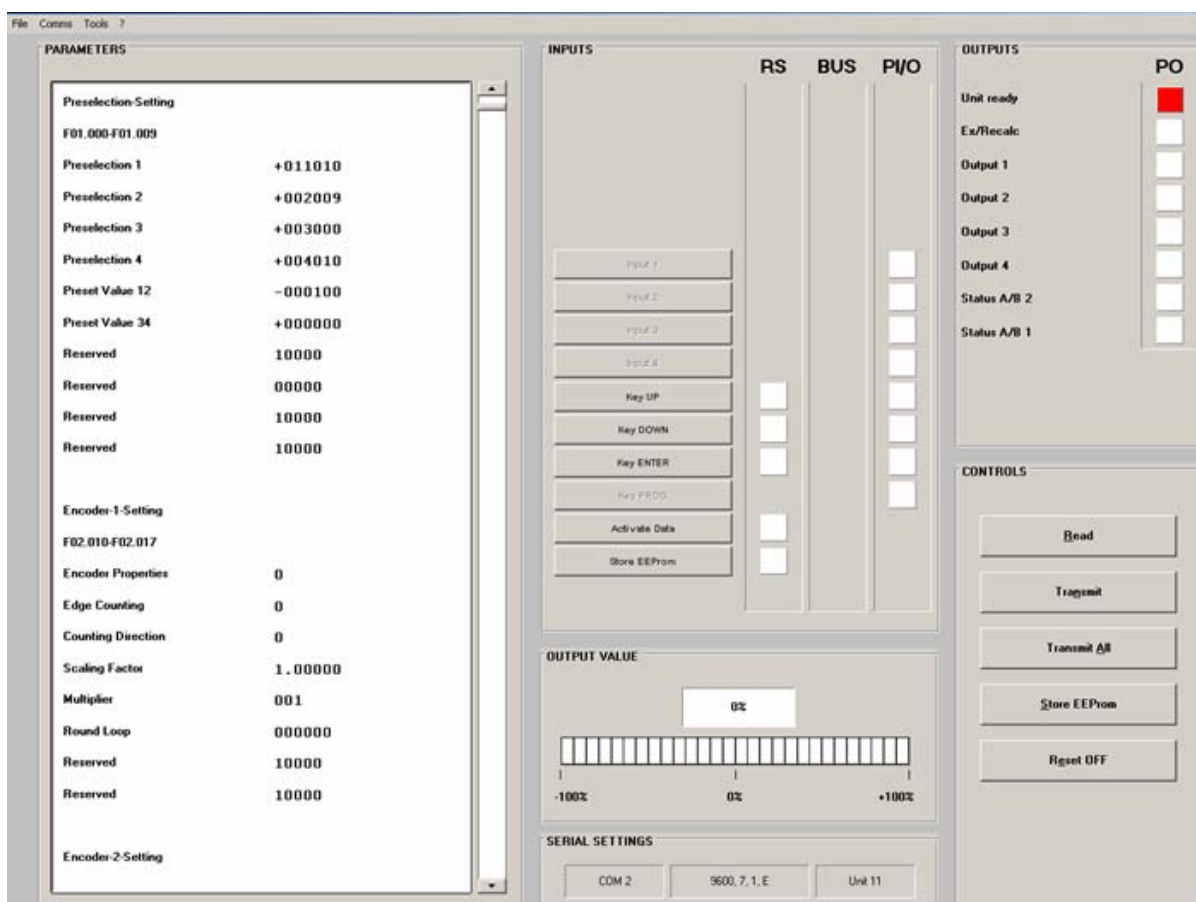 File Comms Tools ?
PARAMETERS
Preselection-Setting
F01.000-F01.009
Preselection 1 +011010
Preselection 2 +002009
Preselection 3 +003000
Preselection 4 +004010
Preset Value 12 -000100
Preset Value 34 +000000
Reserved 10000
Reserved 00000
Reserved 10000
Reserved 10000
Encoder-1-Setting
F02.010-F02.017
Encoder Properties 0
Edge Counting 0
Counting Direction 0
Scaling Factor 1.00000
Multiplier 001
Round Loop 000000
Reserved 10000
Reserved 10000
Encoder-2-Setting
INPUTS
RS BUS PI/O
Input 1
Input 2
Input 3
Input 4
Key UP
Key DOWN
Key ENTER
Key PROG
Activate Data
Store EEProm
OUTPUT VALUE
0%
-100% 0% +100%
SERIAL SETTINGS
COM 2 9600, 7, 1, E Unit 11
OUTPUTS
PO
Unit ready
Ex/Recalc
Output 1
Output 2
Output 3
Output 4
Status A/B 2
Status A/B 1
CONTROLS
Read
Transmit
Transmit All
Store EEProm
Reset OFF